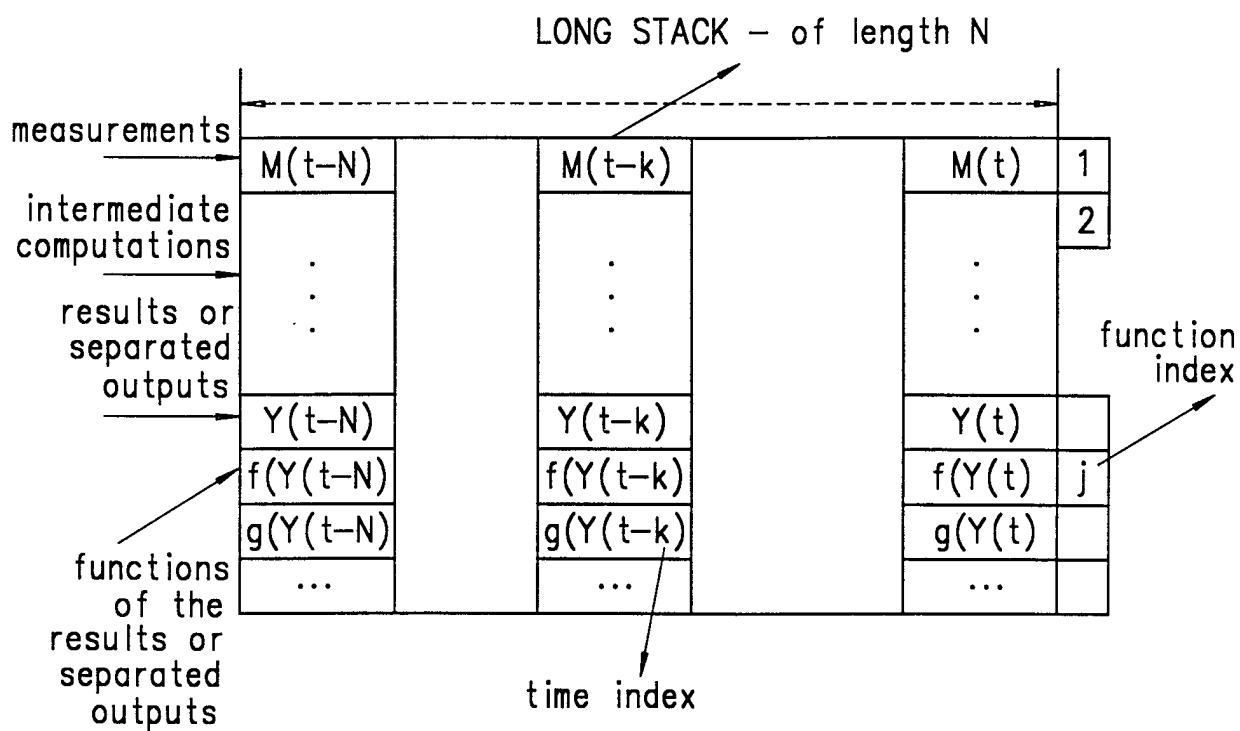 LONG STACK - of length N
measurements
M(t-N) M(t-k) M(t) 1
2
intermediate
computations
. . .
. . .
. . .
results or
separated
outputs
function
index
Y(t-N) Y(t-k) Y(t)
f(Y(t-N) f(Y(t-k) f(Y(t) j
g(Y(t-N) g(Y(t-k) g(Y(t)
... ... ...
functions
of the
results or
separated
outputs
time index